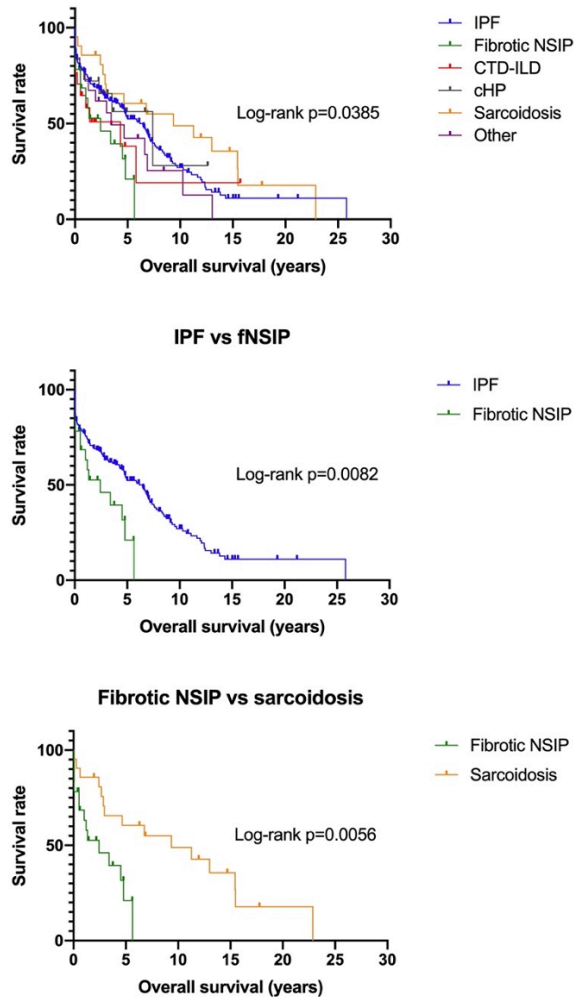 100
50
0
Survival rate
0 5 10 15 20 25 30
Overall survival (years)
Log-rank p=0.0385
IPF
Fibrotic NSIP
CTD-ILD
cHP
Sarcoidosis
Other
IPF vs fNSIP
100
50
0
Survival rate
0 5 10 15 20 25 30
Overall survival (years)
Log-rank p=0.0082
IPF
Fibrotic NSIP
Fibrotic NSIP vs sarcoidosis
100
50
0
Survival rate
0 5 10 15 20 25 30
Overall survival (years)
Log-rank p=0.0056
Fibrotic NSIP
Sarcoidosis